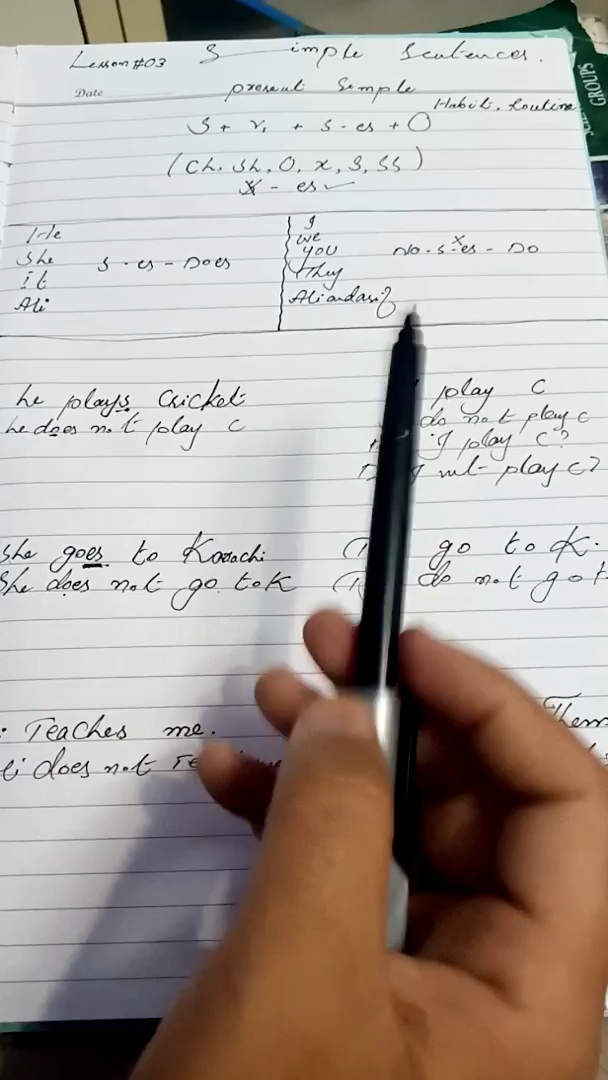 Lesson #03 Simple Sentences.
Date present Simple
Habit, Routine
S + V1 + s-es + O
(ch, sh, O, x, S, SS)
- es ✓
He
She
it
Ali
S-es - Does
I
we
you
They
Ali and asif
No-s-es - Do
he plays Cricket
he does not play C
play C
do not play C
I play C?
I not play C?
She goes to Karachi
She does not go to K
go to K.
do not go t
Teaches me.
does not Te
Them
GROUPS